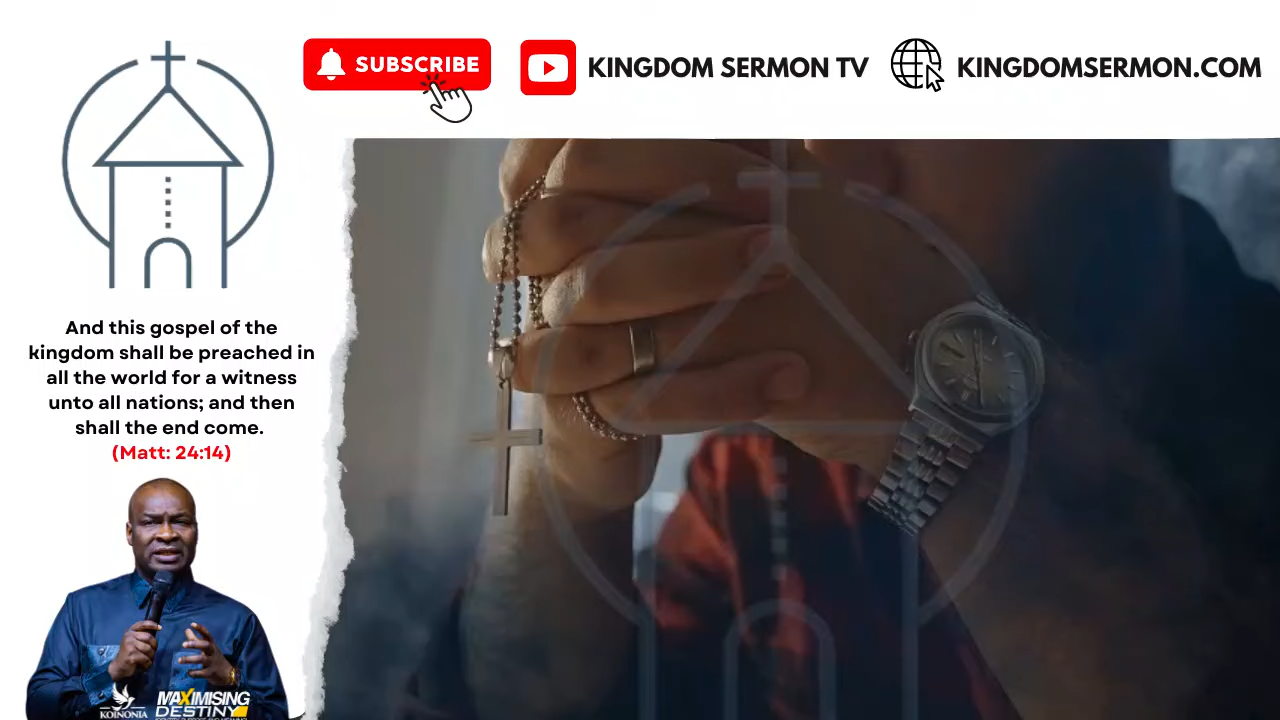 SUBSCRIBE
KINGDOM SERMON TV
KINGDOMSERMON.COM
And this gospel of the
kingdom shall be preached in
all the world for a witness
unto all nations; and then
shall the end come.
(Matt: 24:14)
KOINONIA
MAXIMISING
DESTINY